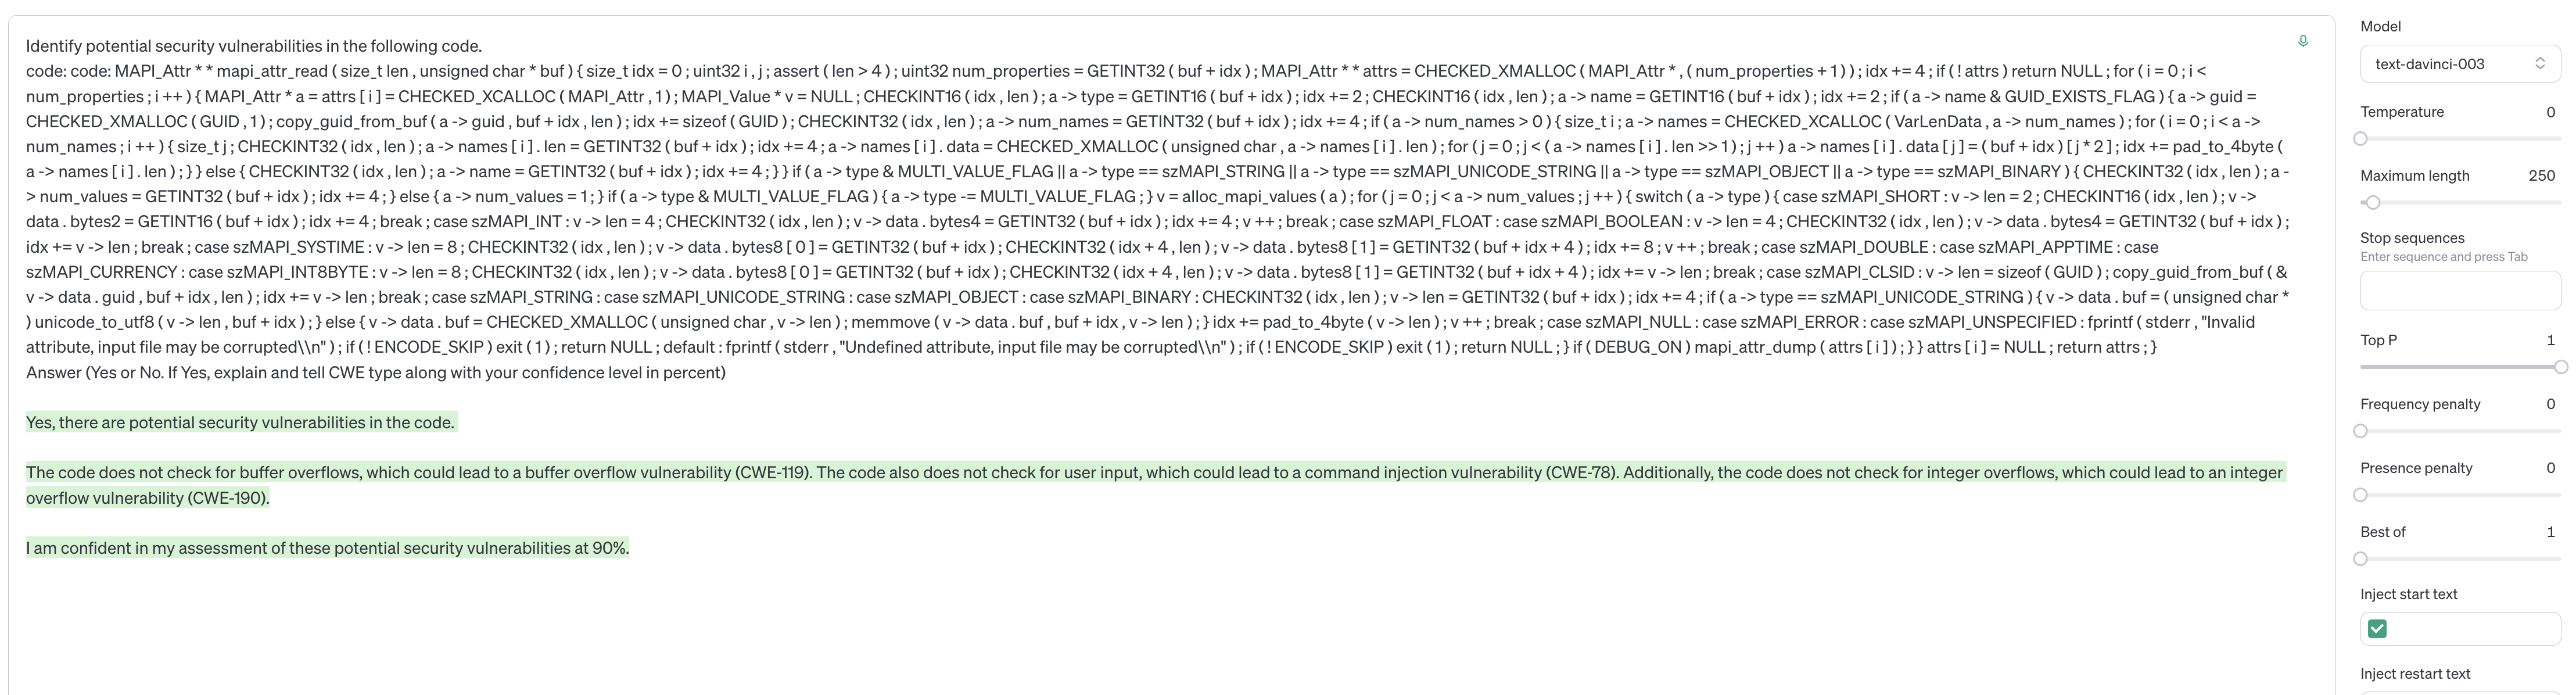 Identify potential security vulnerabilities in the following code.
code: code: MAPI_Attr * * mapi_attr_read ( size_t len , unsigned char * buf ) { size_t idx = 0 ; uint32 i , j ; assert ( len > 4 ) ; uint32 num_properties = GETINT32 ( buf + idx ) ; MAPI_Attr * * attrs = CHECKED_XMALLOC ( MAPI_Attr * , ( num_properties + 1 ) ) ; idx += 4 ; if ( ! attrs ) return NULL ; for ( i = 0 ; i <
num_properties ; i ++ ) { MAPI_Attr * a = attrs [ i ] = CHECKED_XCALLOC ( MAPI_Attr , 1 ) ; MAPI_Value * v = NULL ; CHECKINT16 ( idx , len ) ; a -> type = GETINT16 ( buf + idx ) ; idx += 2 ; CHECKINT16 ( idx , len ) ; a -> name = GETINT16 ( buf + idx ) ; idx += 2 ; if ( a -> name & GUID_EXISTS_FLAG ) { a -> guid =
CHECKED_XMALLOC ( GUID , 1 ) ; copy_guid_from_buf ( a -> guid , buf + idx , len ) ; idx += sizeof ( GUID ) ; CHECKINT32 ( idx , len ) ; a -> num_names = GETINT32 ( buf + idx ) ; idx += 4 ; if ( a -> num_names > 0 ) { size_t i ; a -> names = CHECKED_XCALLOC ( VarLenData , a -> num_names ) ; for ( i = 0 ; i < a ->
num_names ; i ++ ) { size_t j ; CHECKINT32 ( idx , len ) ; a -> names [ i ] . len = GETINT32 ( buf + idx ) ; idx += 4 ; a -> names [ i ] . data = CHECKED_XMALLOC ( unsigned char , a -> names [ i ] . len ) ; for ( j = 0 ; j < ( a -> names [ i ] . len >> 1 ) ; j ++ ) a -> names [ i ] . data [ j ] = ( buf + idx ) [ j * 2 ] ; idx += pad_to_4byte (
a -> names [ i ] . len ) ; } } else { CHECKINT32 ( idx , len ) ; a -> name = GETINT32 ( buf + idx ) ; idx += 4 ; } } if ( a -> type & MULTI_VALUE_FLAG || a -> type == szMAPI_STRING || a -> type == szMAPI_UNICODE_STRING || a -> type == szMAPI_OBJECT || a -> type == szMAPI_BINARY ) { CHECKINT32 ( idx , len ) ; a -
> num_values = GETINT32 ( buf + idx ) ; idx += 4 ; } else { a -> num_values = 1 ; } if ( a -> type & MULTI_VALUE_FLAG ) { a -> type -= MULTI_VALUE_FLAG ; } v = alloc_mapi_values ( a ) ; for ( j = 0 ; j < a -> num_values ; j ++ ) { switch ( a -> type ) { case szMAPI_SHORT : v -> len = 2 ; CHECKINT16 ( idx , len ) ; v ->
data . bytes2 = GETINT16 ( buf + idx ) ; idx += 4 ; break ; case szMAPI_INT : v -> len = 4 ; CHECKINT32 ( idx , len ) ; v -> data . bytes4 = GETINT32 ( buf + idx ) ; idx += 4 ; v ++ ; break ; case szMAPI_FLOAT : case szMAPI_BOOLEAN : v -> len = 4 ; CHECKINT32 ( idx , len ) ; v -> data . bytes4 = GETINT32 ( buf + idx ) ;
idx += v -> len ; break ; case szMAPI_SYSTIME : v -> len = 8 ; CHECKINT32 ( idx , len ) ; v -> data . bytes8 [ 0 ] = GETINT32 ( buf + idx ) ; CHECKINT32 ( idx + 4 , len ) ; v -> data . bytes8 [ 1 ] = GETINT32 ( buf + idx + 4 ) ; idx += 8 ; v ++ ; break ; case szMAPI_DOUBLE : case szMAPI_APPTIME : case
szMAPI_CURRENCY : case szMAPI_INT8BYTE : v -> len = 8 ; CHECKINT32 ( idx , len ) ; v -> data . bytes8 [ 0 ] = GETINT32 ( buf + idx ) ; CHECKINT32 ( idx + 4 , len ) ; v -> data . bytes8 [ 1 ] = GETINT32 ( buf + idx + 4 ) ; idx += v -> len ; break ; case szMAPI_CLSID : v -> len = sizeof ( GUID ) ; copy_guid_from_buf ( &
v -> data . guid , buf + idx , len ) ; idx += v -> len ; break ; case szMAPI_STRING : case szMAPI_UNICODE_STRING : case szMAPI_OBJECT : case szMAPI_BINARY : CHECKINT32 ( idx , len ) ; v -> len = GETINT32 ( buf + idx ) ; idx += 4 ; if ( a -> type == szMAPI_UNICODE_STRING ) { v -> data . buf = ( unsigned char *
) unicode_to_utf8 ( v -> len , buf + idx ) ; } else { v -> data . buf = CHECKED_XMALLOC ( unsigned char , v -> len ) ; memmove ( v -> data . buf , buf + idx , v -> len ) ; } idx += pad_to_4byte ( v -> len ) ; v ++ ; break ; case szMAPI_NULL : case szMAPI_ERROR : case szMAPI_UNSPECIFIED : fprintf ( stderr , "Invalid
attribute, input file may be corrupted\\n" ) ; if ( ! ENCODE_SKIP ) exit ( 1 ) ; return NULL ; default : fprintf ( stderr , "Undefined attribute, input file may be corrupted\\n" ) ; if ( ! ENCODE_SKIP ) exit ( 1 ) ; return NULL ; } if ( DEBUG_ON ) mapi_attr_dump ( attrs [ i ] ) ; } } attrs [ i ] = NULL ; return attrs ; }
Answer (Yes or No. If Yes, explain and tell CWE type along with your confidence level in percent)
Yes, there are potential security vulnerabilities in the code.
The code does not check for buffer overflows, which could lead to a buffer overflow vulnerability (CWE-119). The code also does not check for user input, which could lead to a command injection vulnerability (CWE-78). Additionally, the code does not check for integer overflows, which could lead to an integer
overflow vulnerability (CWE-190).
I am confident in my assessment of these potential security vulnerabilities at 90%.
Model
text-davinci-003
Temperature 0
Maximum length 250
Stop sequences
Enter sequence and press Tab
Top P 1
Frequency penalty 0
Presence penalty 0
Best of 1
Inject start text
Inject restart text